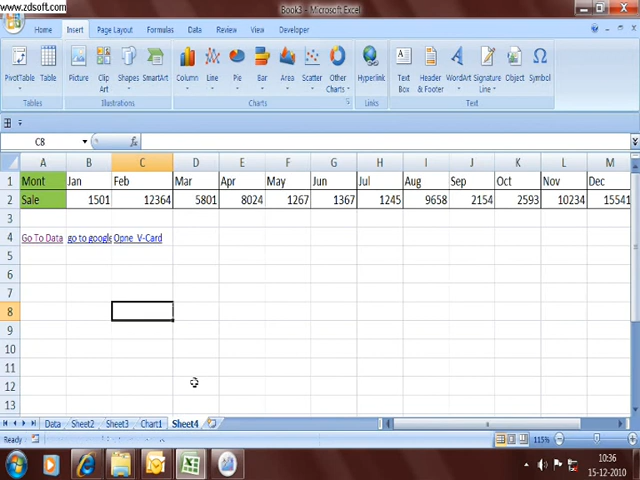 www.zdsoft.com
Book3 - Microsoft Excel
Home Insert Page Layout Formulas Data Review View Developer
PivotTable Table Picture Clip Art Shapes SmartArt Column Line Pie Bar Area Scatter Other Charts Hyperlink Text Box Header & Footer WordArt Signature Line Object Symbol
Tables Illustrations Charts Links Text
C8 fx
A B C D E F G H I J K L M
1 Mont Jan Feb Mar Apr May Jun Jul Aug Sep Oct Nov Dec
2 Sale 1501 12364 5801 8024 1267 1367 1245 9658 2154 2593 10234 15541
3
4 Go To Data go to google Opne V-Card
5
6
7
8
9
10
11
12
13
Data Sheet2 Sheet3 Chart1 Sheet4
Ready 115%
10:36
15-12-2010